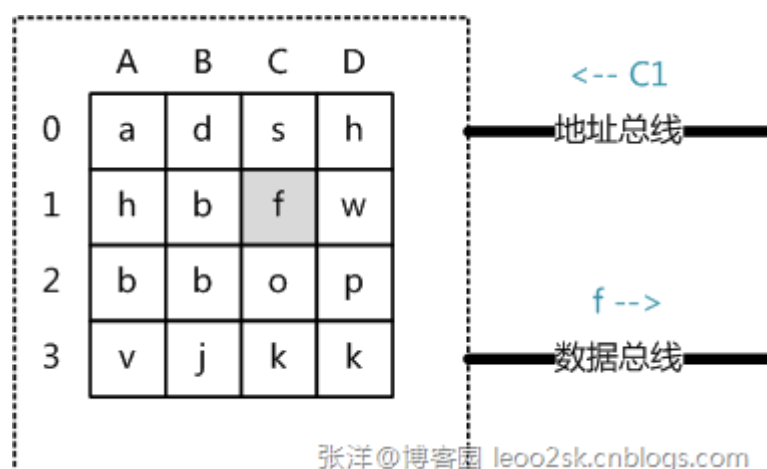 A B C D
<-- C1
0 a d s h
地址总线
1 h b f w
2 b b o p
f -->
3 v j k k
数据总线
张洋@博客园 leoo2sk.cnblogs.com